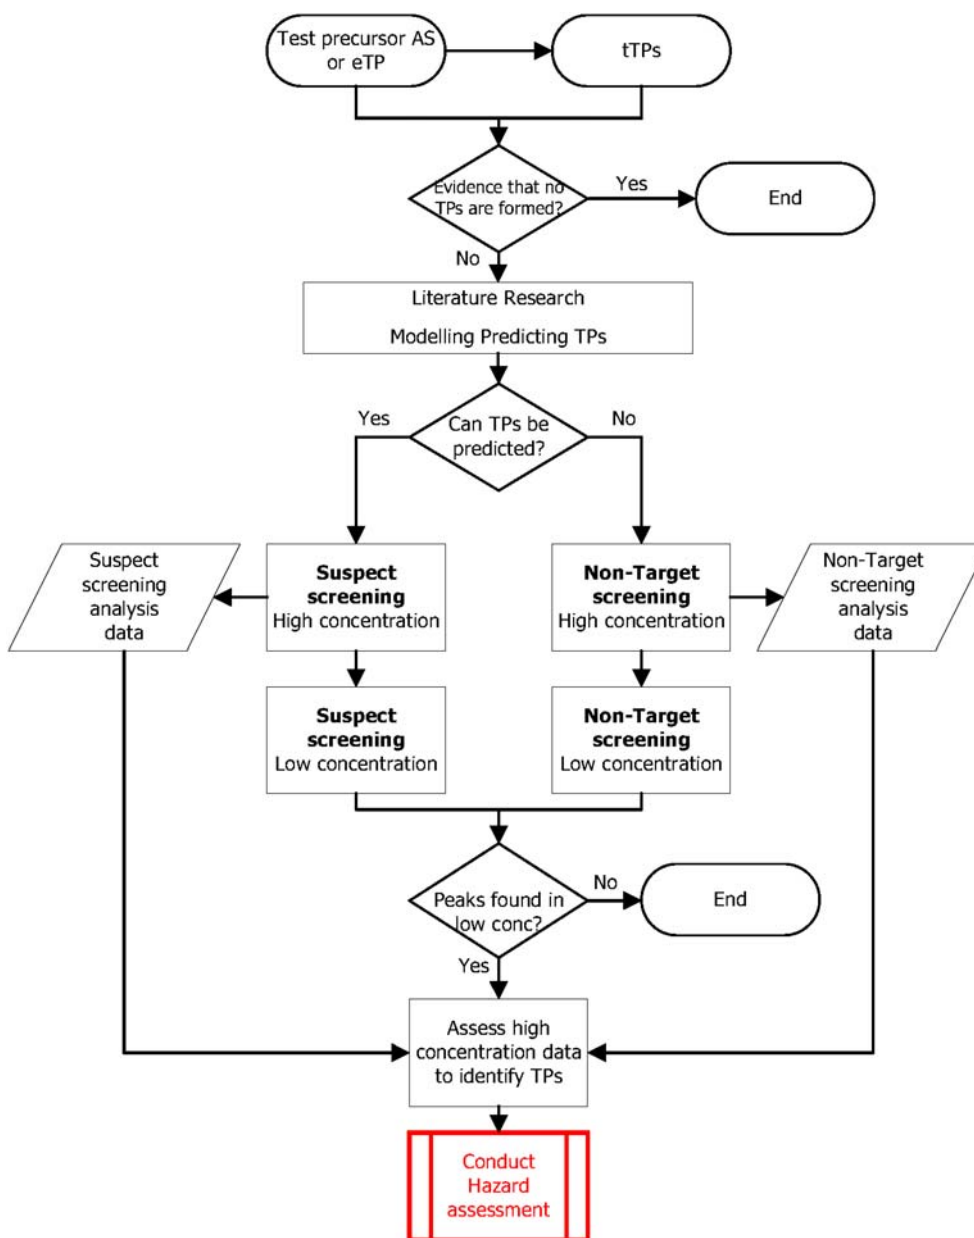 Test precursor AS
or eTP
tTPs
Evidence that no
TPs are formed?
Yes
End
No
Literature Research
Modelling Predicting TPs
Yes
Can TPs be
predicted?
No
Suspect
screening
analysis
data
Suspect
screening
High concentration
Non-Target
screening
High concentration
Non-Target
screening
analysis
data
Suspect
screening
Low concentration
Non-Target
screening
Low concentration
Peaks found in
low conc?
No
End
Yes
Assess high
concentration data
to identify TPs
Conduct
Hazard
assessment